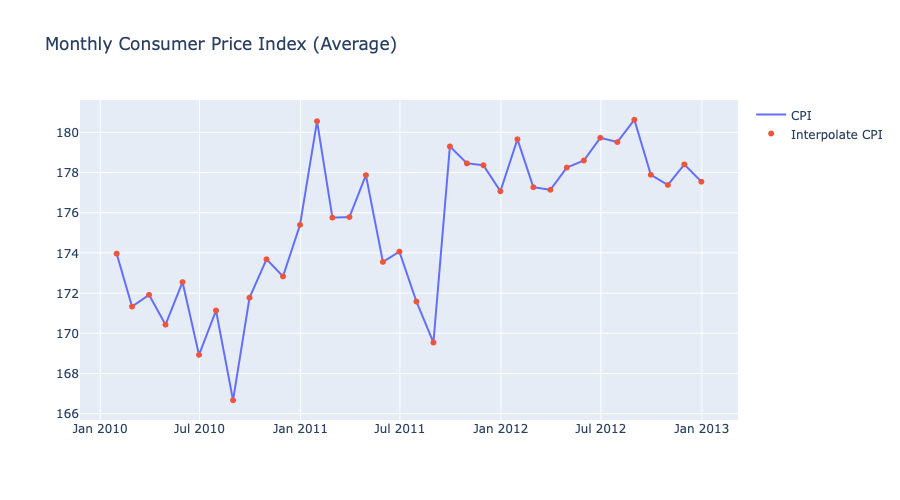 Monthly Consumer Price Index (Average)
CPI
Interpolate CPI
180
178
176
174
172
170
168
166
Jan 2010 Jul 2010 Jan 2011 Jul 2011 Jan 2012 Jul 2012 Jan 2013